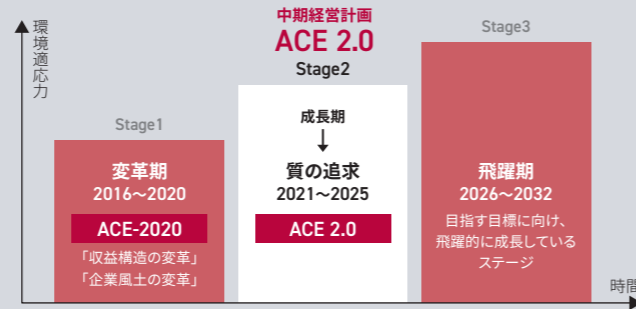 環境適応力
中期経営計画
ACE 2.0
Stage1
変革期
2016〜2020
ACE-2020
「収益構造の変革」
「企業風土の変革」
Stage2
成長期
↓
質の追求
2021〜2025
ACE 2.0
Stage3
飛躍期
2026〜2032
目指す目標に向け、
飛躍的に成長している
ステージ
時間